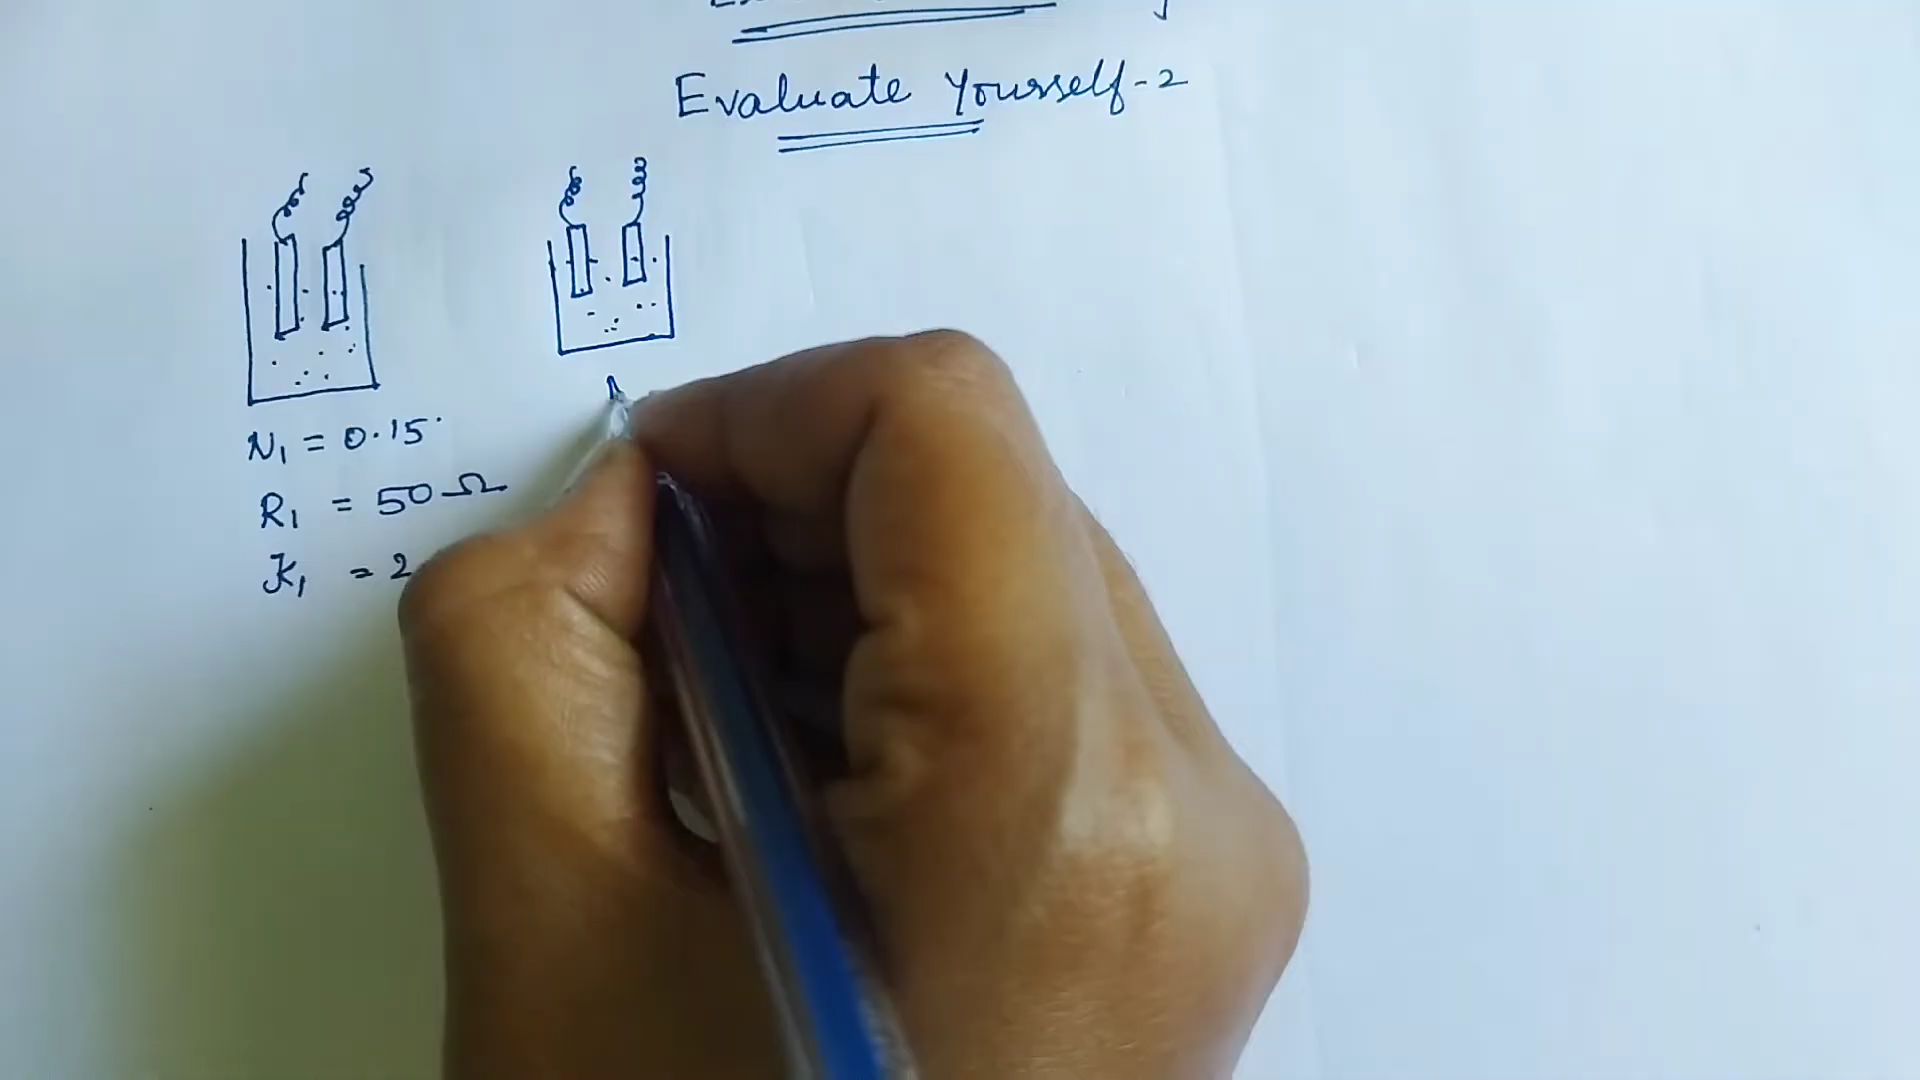 Evaluate Yourself-2
N₁ = 0.15
R₁ = 50 Ω
K₁ = 2